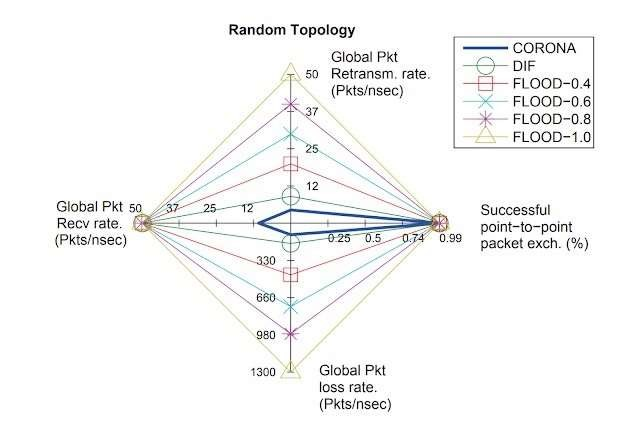 Random Topology
Global Pkt
Retransm. rate.
(Pkts/nsec)
CORONA
DIF
FLOOD−0.4
FLOOD−0.6
FLOOD−0.8
FLOOD−1.0
50
37
25
12
Global Pkt
Recv rate.
(Pkts/nsec)
50 37 25 12
0.25 0.5 0.74 0.99
Successful
point−to−point
packet exch. (%)
330
660
980
1300
Global Pkt
loss rate.
(Pkts/nsec)